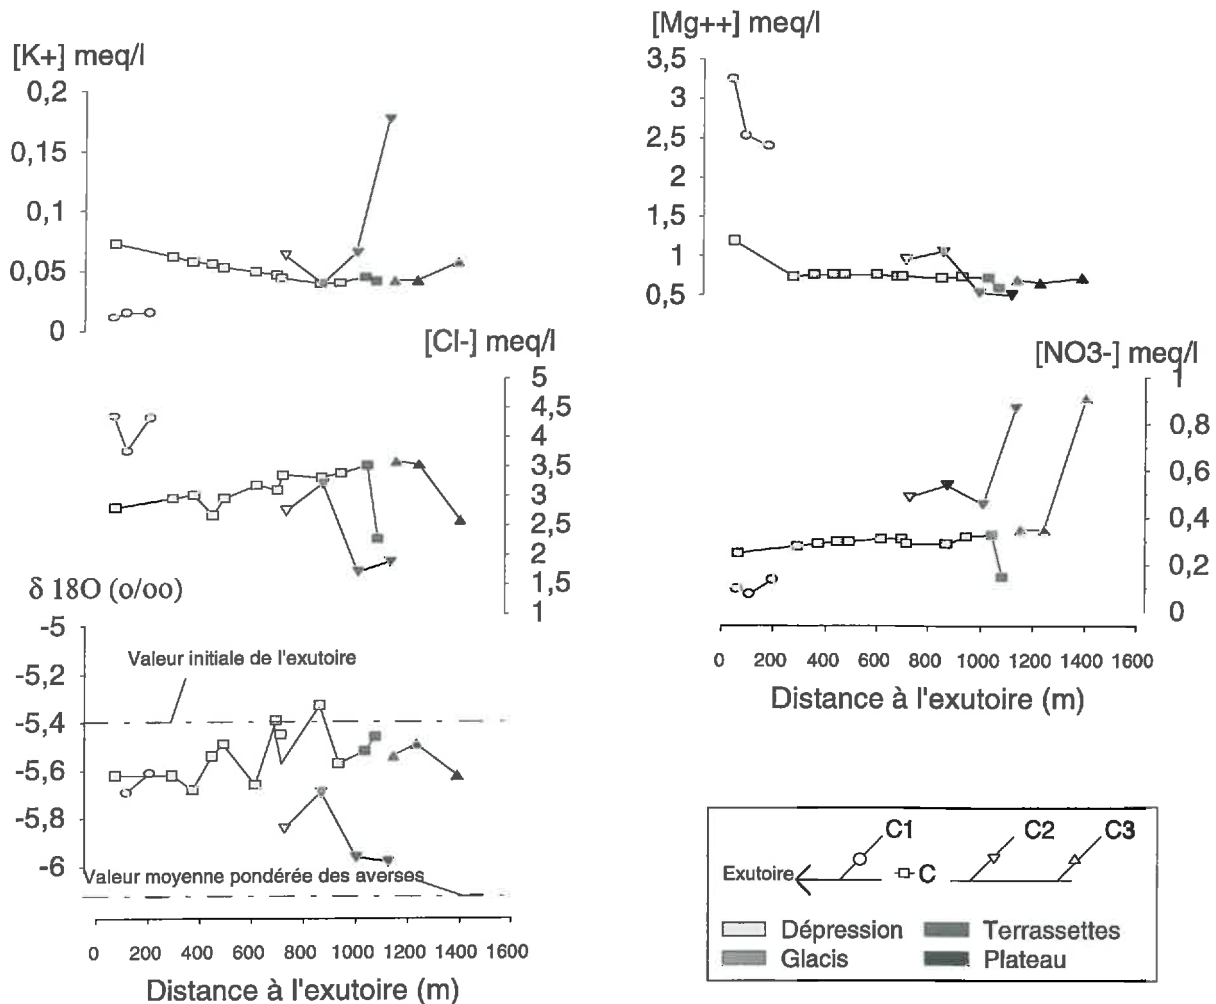 [K+] meq/l
0,2
0,15
0,1
0,05
0
[Mg++] meq/l
3,5
3
2,5
2
1,5
1
0,5
[Cl-] meq/l
5
4,5
4
3,5
3
2,5
2
1,5
1
[NO3-] meq/l
1
0,8
0,6
0,4
0,2
0
0 200 400 600 800 1000 1200 1400 1600
Distance à l'exutoire (m)
δ 18O (o/oo)
-5
-5,2
-5,4
-5,6
-5,8
-6
Valeur initiale de l'exutoire
Valeur moyenne pondérée des averses
0 200 400 600 800 1000 1200 1400 1600
Distance à l'exutoire (m)
C1 C2 C3
Exutoire C
Dépression Terrassettes
Glacis Plateau